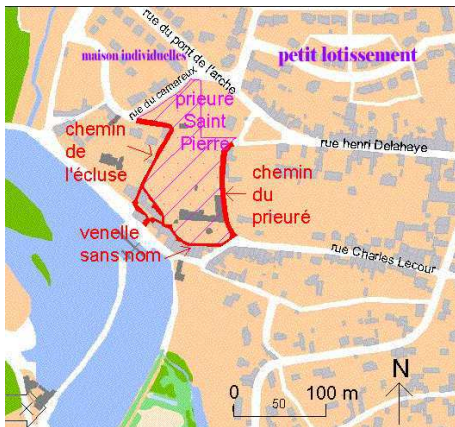 rue du pont de l'arche
maison individuelles
petit lotissement
rue du camareux
prieuré
Saint
Pierre
chemin
de
l'écluse
rue henri Delahaye
chemin
du
prieuré
venelle
sans nom
rue Charles Lecour
N
0 50 100 m